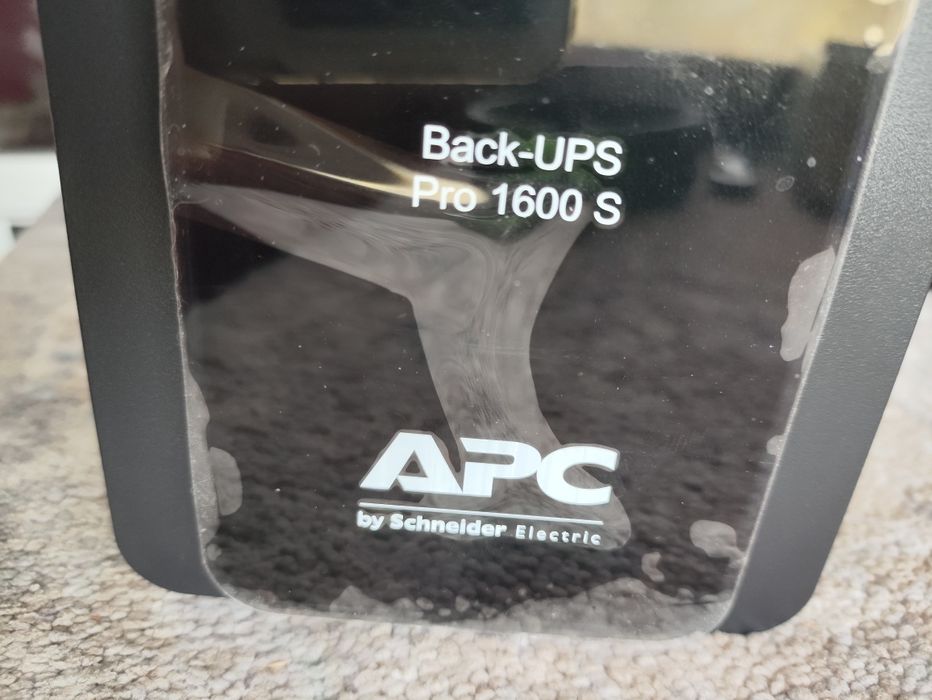 Back-UPS
Pro 1600 S
APC
by Schneider Electric